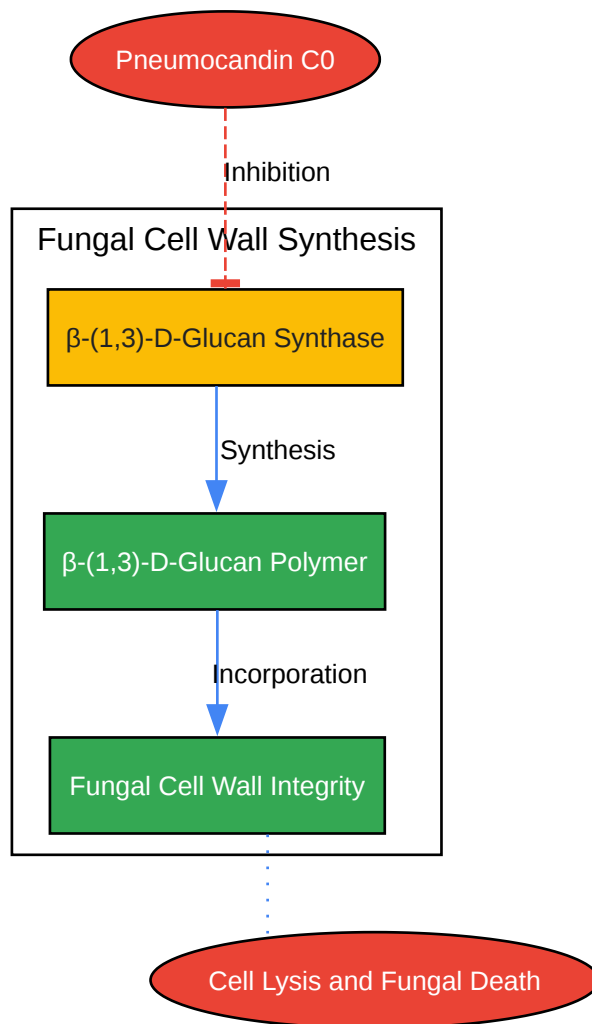 Pneumocandin C0
Inhibition
Fungal Cell Wall Synthesis
β-(1,3)-D-Glucan Synthase
Synthesis
β-(1,3)-D-Glucan Polymer
Incorporation
Fungal Cell Wall Integrity
Cell Lysis and Fungal Death